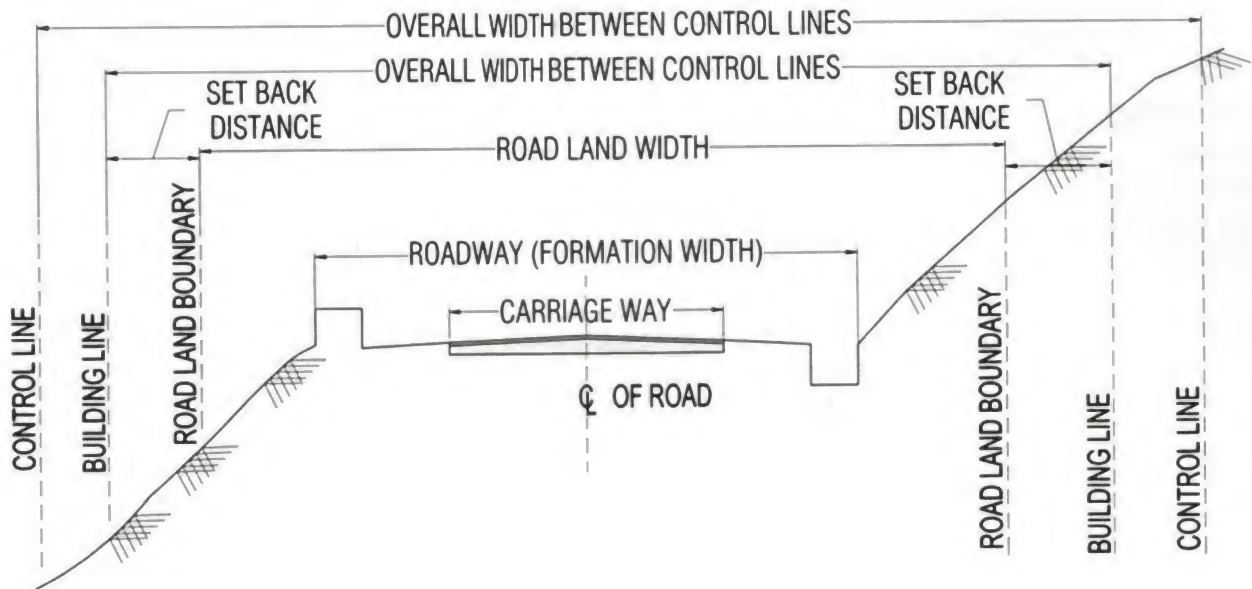 OVERALL WIDTH BETWEEN CONTROL LINES
OVERALL WIDTH BETWEEN CONTROL LINES
SET BACK
DISTANCE
SET BACK
DISTANCE
ROAD LAND WIDTH
ROADWAY (FORMATION WIDTH)
CARRIAGE WAY
℄ OF ROAD
CONTROL LINE
BUILDING LINE
ROAD LAND BOUNDARY
ROAD LAND BOUNDARY
BUILDING LINE
CONTROL LINE